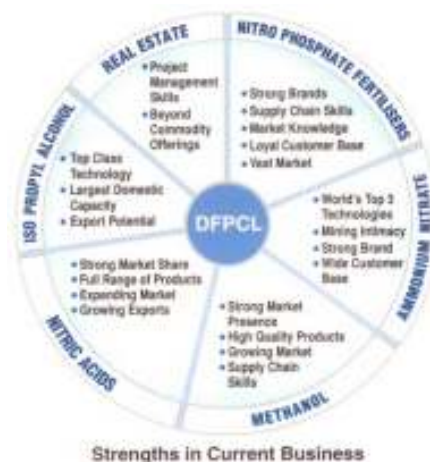 REAL ESTATE
Project
Management
Skills
Beyond
Commodity
Offerings
NITRO PHOSPHATE FERTILISERS
Strong Brands
Supply Chain Skills
Market Knowledge
Loyal Customer Base
Vast Market
AMMONIUM NITRATE
World's Top 3
Technologies
Mining Intimacy
Strong Brand
Wide Customer
Base
METHANOL
Strong Market
Presence
High Quality Products
Growing Market
Supply Chain
Skills
NITRIC ACIDS
Strong Market Share
Full Range of Products
Expanding Market
Growing Exports
ISO PROPYL ALCOHOL
Top Class
Technology
Largest Domestic
Capacity
Export Potential
DFPCL
Strengths in Current Business